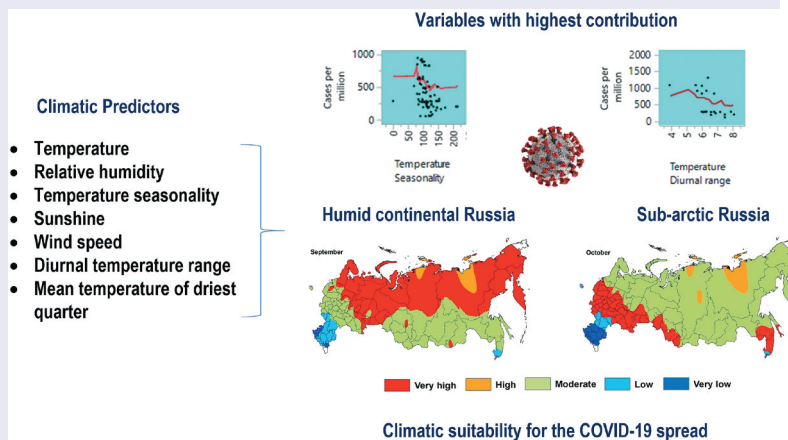 Variables with highest contribution
Climatic Predictors
• Temperature
• Relative humidity
• Temperature seasonality
• Sunshine
• Wind speed
• Diurnal temperature range
• Mean temperature of driest
quarter
Cases per
million
1000
500
0
0
50
75
100
125
150
200
Temperature
Seasonality
Cases per
million
2000
1500
1000
500
0
4
5
6
7
8
Temperature
Diurnal range
Humid continental Russia
September
Sub-arctic Russia
October
Very high
High
Moderate
Low
Very low
Climatic suitability for the COVID-19 spread